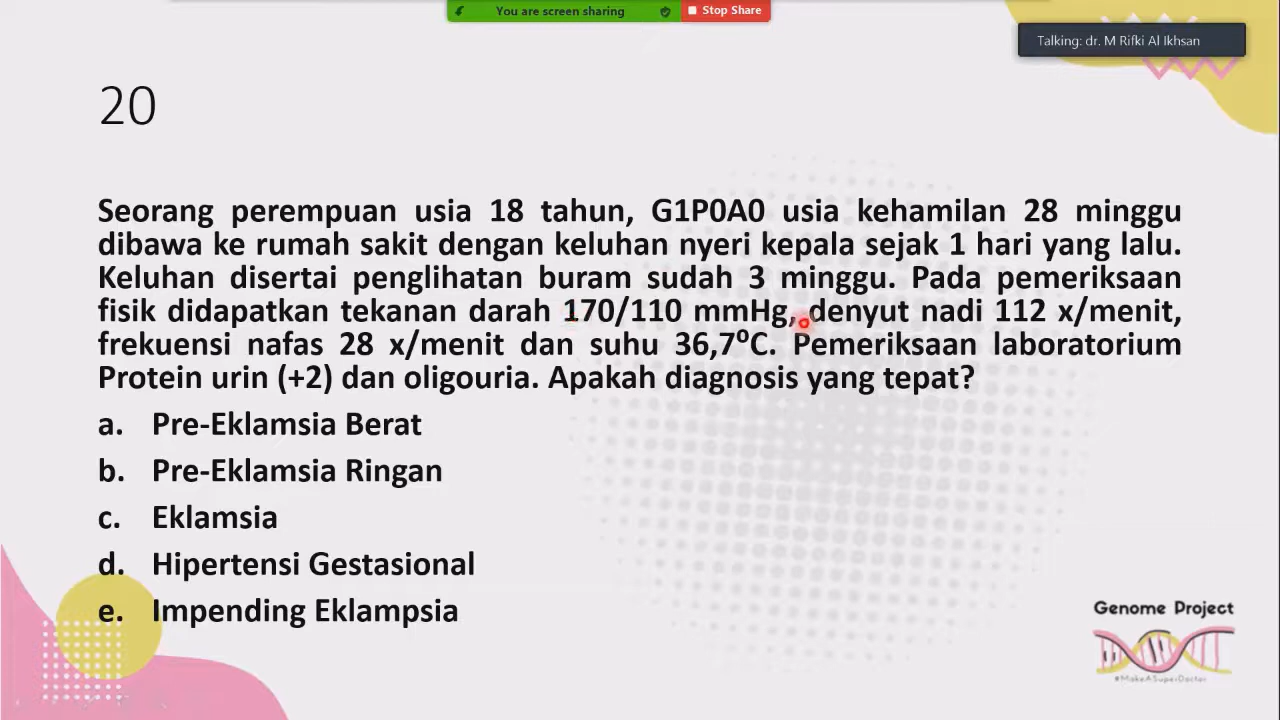 You are screen sharing
Stop Share
Talking: dr. M Rifki Al Ikhsan
20
Seorang perempuan usia 18 tahun, G1P0A0 usia kehamilan 28 minggu
dibawa ke rumah sakit dengan keluhan nyeri kepala sejak 1 hari yang lalu.
Keluhan disertai penglihatan buram sudah 3 minggu. Pada pemeriksaan
fisik didapatkan tekanan darah 170/110 mmHg, denyut nadi 112 x/menit,
frekuensi nafas 28 x/menit dan suhu 36,7⁰C. Pemeriksaan laboratorium
Protein urin (+2) dan oligouria. Apakah diagnosis yang tepat?
a. Pre-Eklamsia Berat
b. Pre-Eklamsia Ringan
c. Eklamsia
d. Hipertensi Gestasional
e. Impending Eklampsia
Genome Project
#MakeASuperDoctor